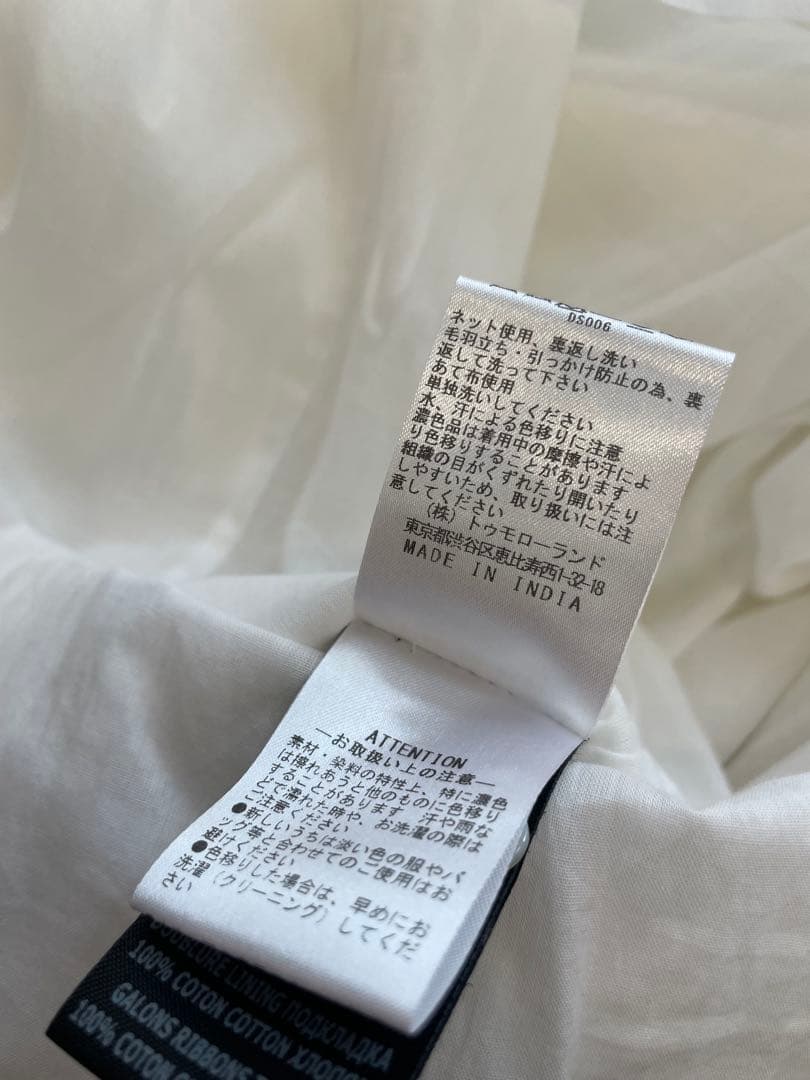 DS006
ネット使用、裏返し洗い
毛羽立ち・引っかけ防止の為、裏
返して洗って下さい
あて布使用
単独洗いしてください
水、汗による色移りに注意
濃色品は着用中の摩擦や汗によ
り色移りすることがあります
組織の目がくずれたり開いたり
しやすいため、取り扱いには注
意してください
(株)トゥモローランド
東京都渋谷区恵比寿西1-32-18
MADE IN INDIA
ATTENTION
―お取扱い上の注意―
素材・染料の特性上、特に濃色
は擦れあうと他のものに色移り
することがあります 汗や雨な
どで濡れた時や、お洗濯の際は
ご注意ください
●新しいうちは淡い色の服やバ
ッグ等と合わせてのご使用はお
避けください
●色移りした場合は、早めにお
洗濯(クリーニング)してくだ
さい
DOUBLURE LINING ПОДКЛАДКА
100% COTON COTTON ХЛОПОК
GALONS RIBBONS
100% COTON COTTON